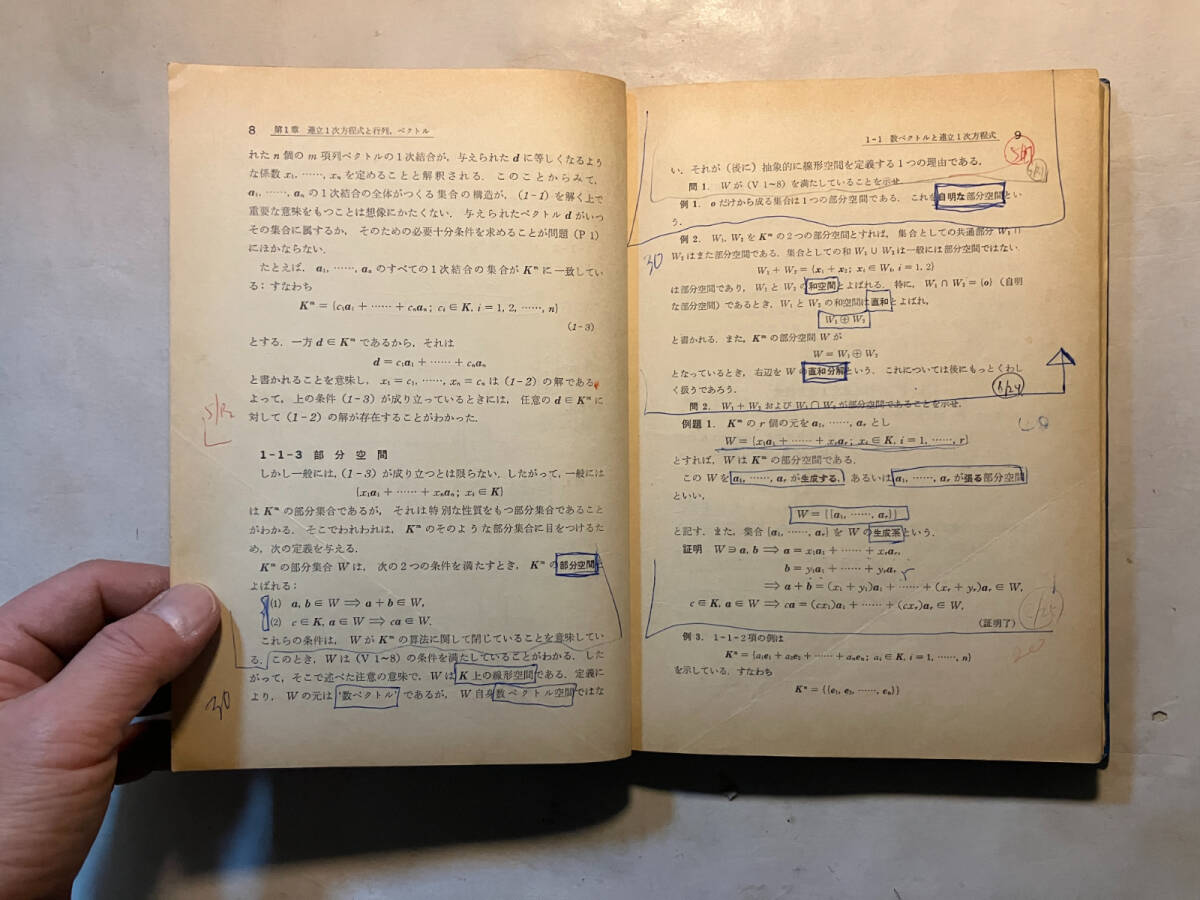 8 第1章 連立1次方程式と行列，ベクトル
れた n 個の m 項列ベクトルの1次結合が，与えられた d に等しくなるよう
な係数 x₁, ……, xₙ を定めることと解釈される．このことからみて，
a₁, ……, aₙ の1次結合の全体がつくる集合の構造が，(1-1) を解く上で
重要な意味をもつことは想像にかたくない．与えられたベクトル d がいつ
その集合に属するか，そのための必要十分条件を求めることが問題 (P 1)
にほかならない．
たとえば，a₁, ……, aₙ のすべての1次結合の集合が Kᵐ に一致してい
る；すなわち
Kᵐ = {c₁a₁ + …… + cₙaₙ ; cᵢ ∈ K, i = 1, 2, ……, n}
(1-3)
とする．一方 d ∈ Kᵐ であるから，それは
d = c₁a₁ + …… + cₙaₙ
と書かれることを意味し，x₁ = c₁, ……, xₙ = cₙ は (1-2) の解である．
よって，上の条件 (1-3) が成り立っているときには，任意の d ∈ Kᵐ に
対して (1-2) の解が存在することがわかった．
1-1-3 部分空間
しかし一般には，(1-3) が成り立つとは限らない．したがって，一般には
{x₁a₁ + …… + xₙaₙ ; xᵢ ∈ K}
は Kᵐ の部分集合であるが，それは特別な性質をもつ部分集合であること
がわかる．そこでわれわれは，Kᵐ のそのような部分集合に目をつけるた
め，次の定義を与える．
Kᵐ の部分集合 W は，次の2つの条件を満たすとき，Kᵐ の部分空間と
よばれる；
(1) a, b ∈ W ⟹ a + b ∈ W,
(2) c ∈ K, a ∈ W ⟹ ca ∈ W.
これらの条件は，W が Kᵐ の算法に関して閉じていることを意味してい
る．このとき，W は (V 1~8) の条件を満たしていることがわかる．した
がって，そこで述べた注意の意味で，W は K 上の線形空間である．定義に
より，W の元は‘数ベクトル’であるが，W 自身数ベクトル空間ではな
30
1-1 数ベクトルと連立1次方程式 9
い．それが（後に）抽象的に線形空間を定義する1つの理由である．
問 1. W が (V 1~8) を満たしていることを示せ．
例 1. o だけから成る集合は1つの部分空間である．これを自明な部分空間とい
う．
30
例 2. W₁, W₂ を Kᵐ の2つの部分空間とすれば，集合としての共通部分 W₁ ∩
W₂ はまた部分空間である．集合としての和 W₁ ∪ W₂ は一般には部分空間ではない．
W₁ + W₂ = {x₁ + x₂ ; xᵢ ∈ Wᵢ, i = 1, 2}
は部分空間であり，W₁ と W₂ の和空間とよばれる．特に，W₁ ∩ W₂ = {o}（自明
な部分空間）であるとき，W₁ と W₂ の和空間は直和とよばれ，
W₁ ⊕ W₂
と書かれる．また，Kᵐ の部分空間 W が
W = W₁ ⊕ W₂
となっているとき，右辺を W の直和分解という．これについては後にもっとくわし
く扱うであろう．
問 2. W₁ + W₂ および W₁ ∩ W₂ が部分空間であることを示せ．
例題 1. Kᵐ の r 個の元を a₁, ……, aᵣ とし
W = {x₁a₁ + …… + xᵣaᵣ ; xᵢ ∈ K, i = 1, ……, r}
とすれば，W は Kᵐ の部分空間である．
この W を a₁, ……, aᵣ が生成する，あるいは a₁, ……, aᵣ が張る部分空間
といい，
W = {{a₁, ……, aᵣ}}
と記す．また，集合 {a₁, ……, aᵣ} を W の生成系という．
証明 W ∋ a, b ⟹ a = x₁a₁ + …… + xᵣaᵣ,
b = y₁a₁ + …… + yᵣaᵣ
⟹ a + b = (x₁ + y₁)a₁ + …… + (xᵣ + yᵣ)aᵣ ∈ W,
c ∈ K, a ∈ W ⟹ ca = (cx₁)a₁ + …… + (cxᵣ)aᵣ ∈ W,
（証明了）
例 3. 1-1-2項の例は
Kⁿ = {a₁e₁ + a₂e₂ + …… + aₙeₙ ; aᵢ ∈ K, i = 1, ……, n}
を示している．すなわち
Kⁿ = {{e₁, e₂, ……, eₙ}}
20